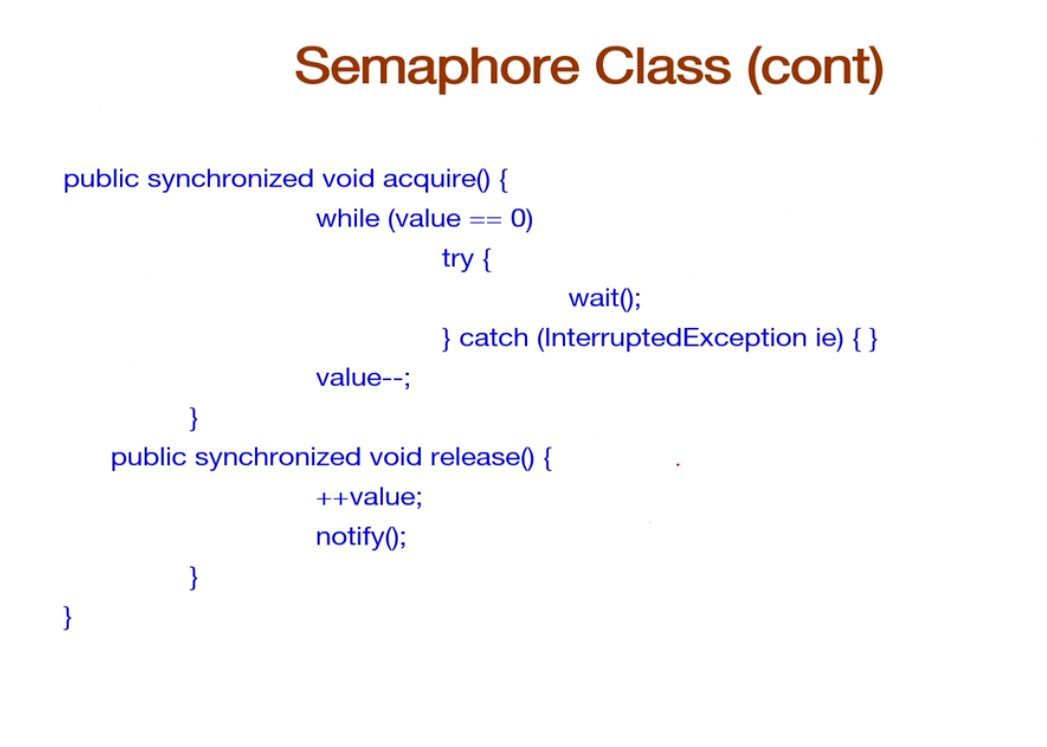 Semaphore Class (cont)
public synchronized void acquire() {
while (value == 0)
try {
wait();
} catch (InterruptedException ie) { }
value--;
}
public synchronized void release() {
++value;
notify();
}
}